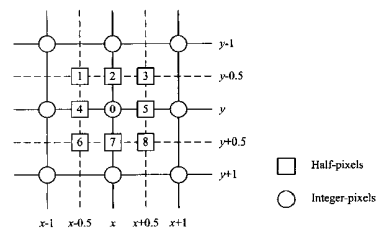 y-1
1 2 3 y-0.5
4 0 5 y
6 7 8 y+0.5
Half-pixels
y+1
Integer-pixels
x-1 x-0.5 x x+0.5 x+1